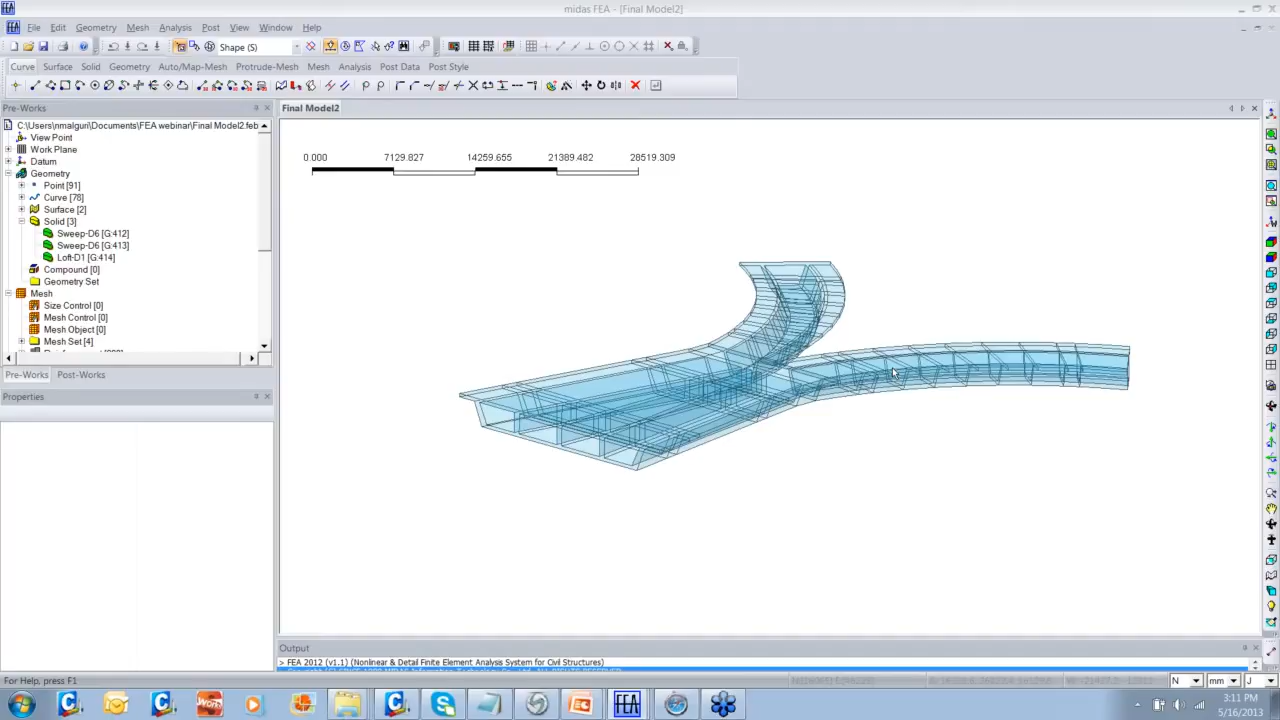 midas FEA - [Final Model2]
File Edit Geometry Mesh Analysis Post View Window Help
Shape (S)
Curve Surface Solid Geometry Auto/Map-Mesh Protrude-Mesh Mesh Analysis Post Data Post Style
Pre-Works
Final Model2
C:\Users\nmalguri\Documents\FEA webinar\Final Model2.feb
View Point
Work Plane
Datum
Geometry
Point [91]
Curve [78]
Surface [2]
Solid [3]
Sweep-D6 [G:412]
Sweep-D6 [G:413]
Loft-D1 [G:414]
Compound [0]
Geometry Set
Mesh
Size Control [0]
Mesh Control [0]
Mesh Object [0]
Mesh Set [4]
Pre-Works Post-Works
Properties
0.000 7129.827 14259.655 21389.482 28519.309
Output
> FEA 2012 (v1.1) (Nonlinear & Detail Finite Element Analysis System for Civil Structures)
For Help, press F1
N mm J
3:11 PM
5/16/2013